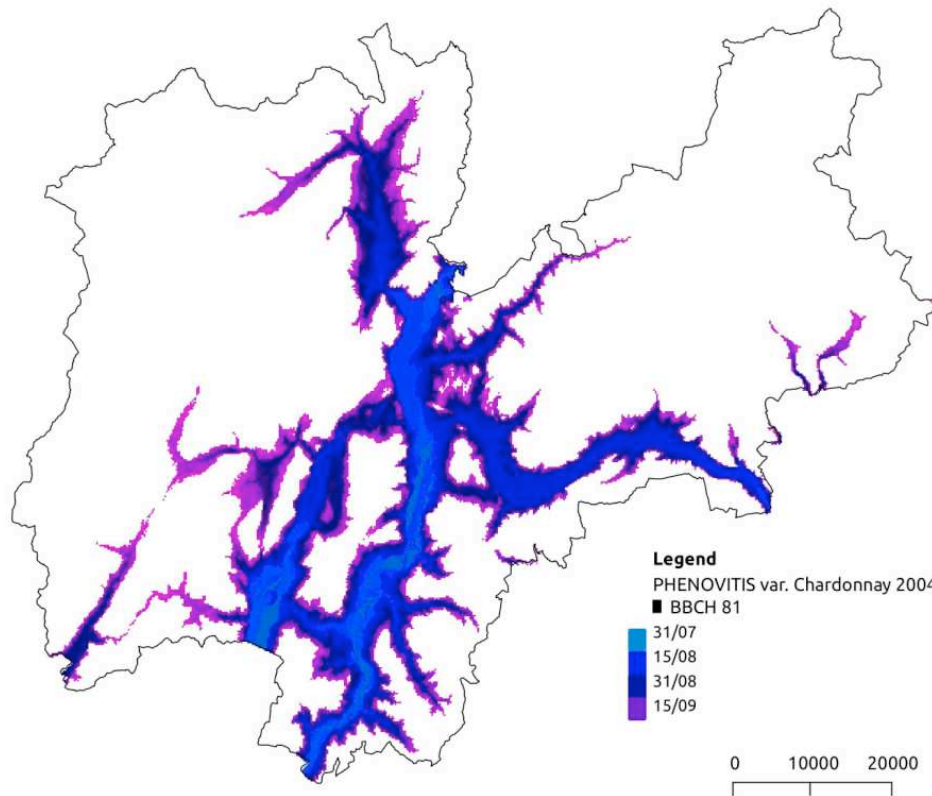 Legend
PHENOVITIS var. Chardonnay 2004
BBCH 81
31/07
15/08
31/08
15/09
0 10000 20000